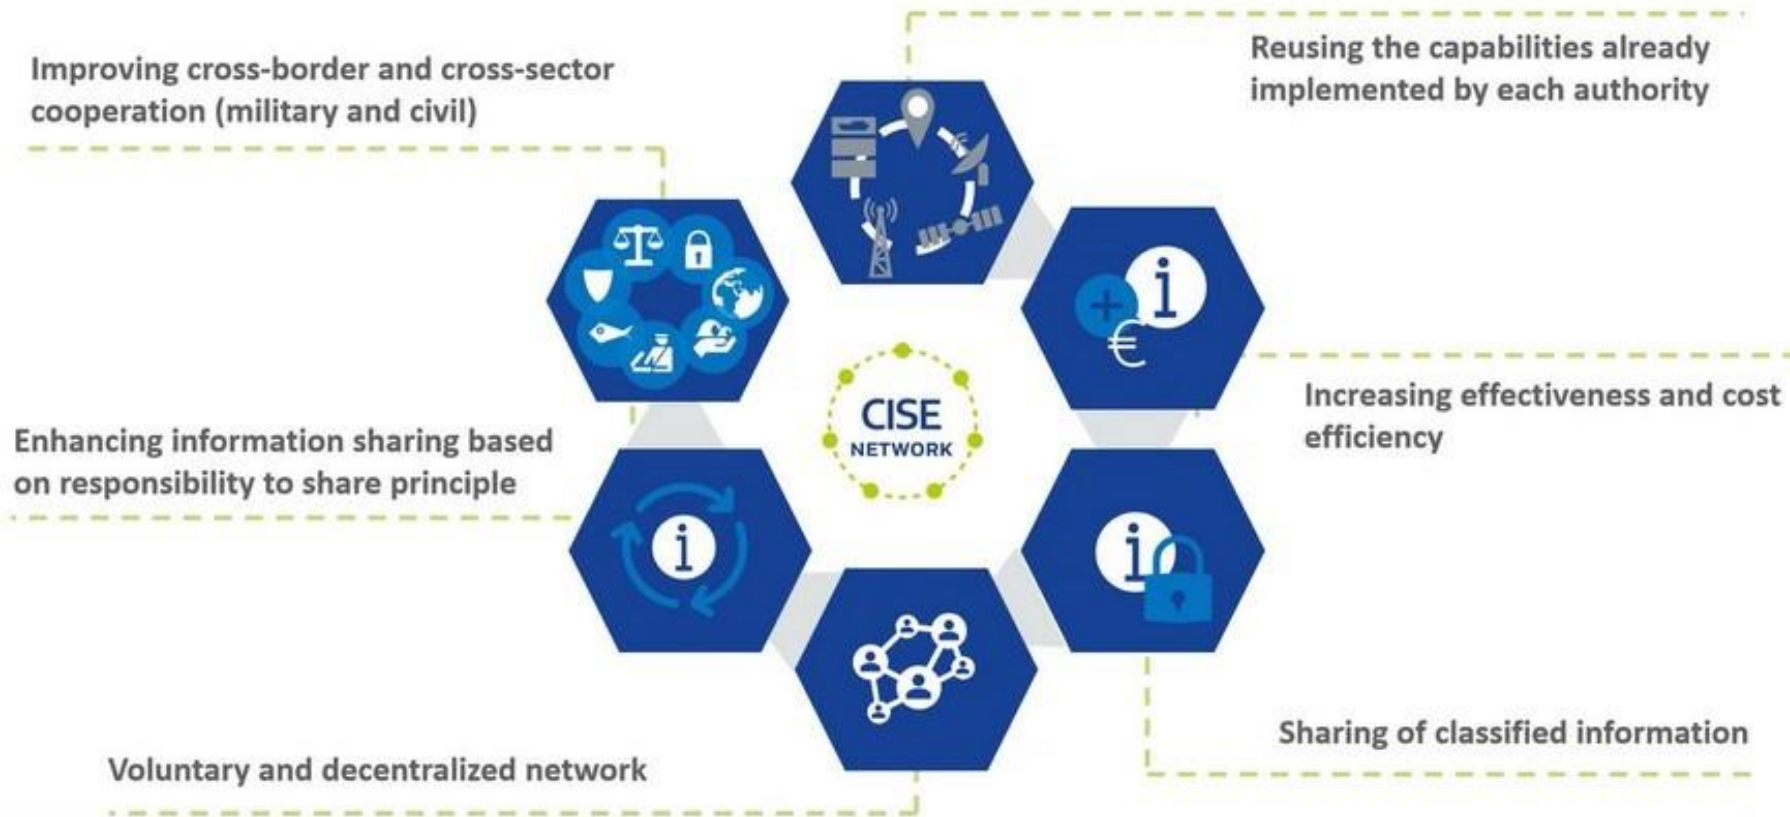 Improving cross-border and cross-sector
cooperation (military and civil)
Reusing the capabilities already
implemented by each authority
Increasing effectiveness and cost
efficiency
Enhancing information sharing based
on responsibility to share principle
CISE
NETWORK
Sharing of classified information
Voluntary and decentralized network